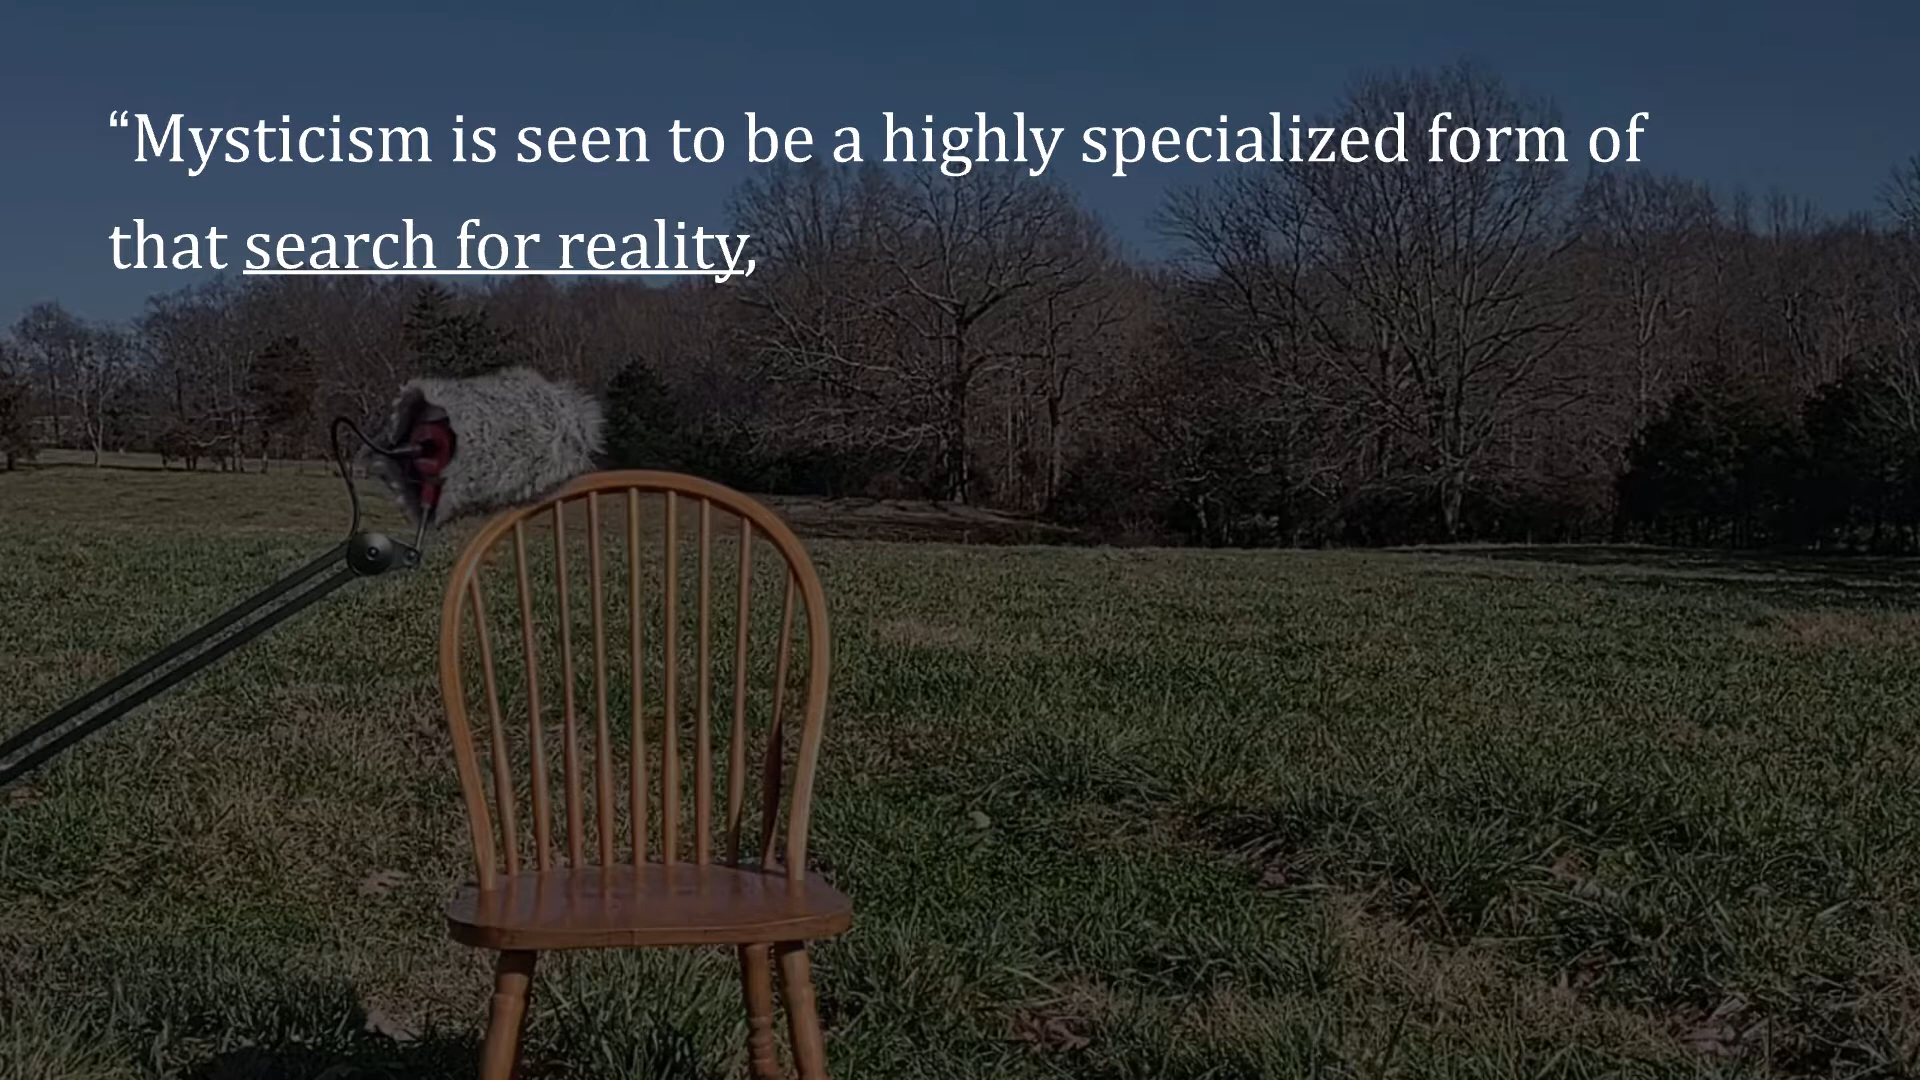 “Mysticism is seen to be a highly specialized form of
that search for reality,